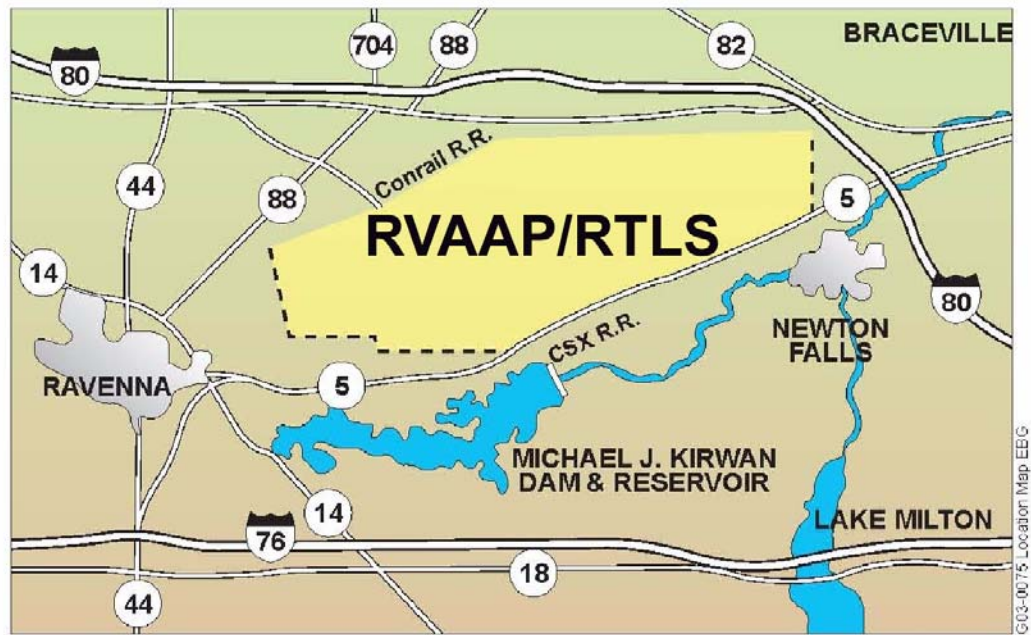 BRACEVILLE
704
88
82
80
Conrail R.R.
44
88
5
RVAAP/RTLS
14
80
CSX R.R.
NEWTON
FALLS
RAVENNA
5
MICHAEL J. KIRWAN
DAM & RESERVOIR
14
76
LAKE MILTON
18
44
G03-0075 Location Map EBG